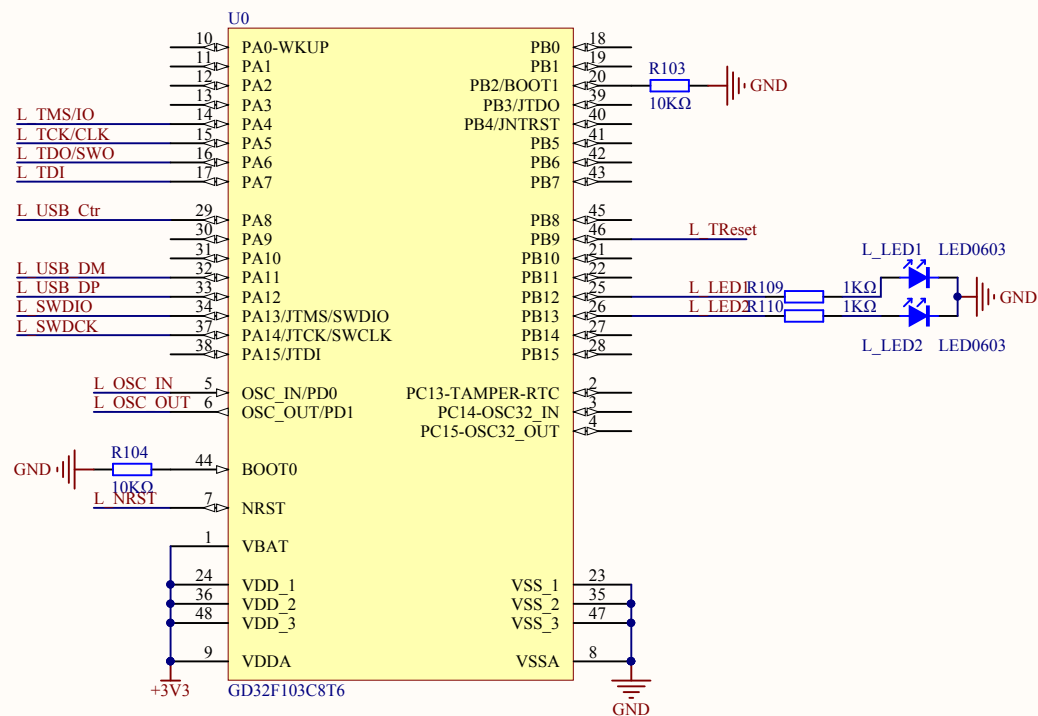 U0
10 PA0-WKUP PB0 18
11 PA1 PB1 19
12 PA2 PB2/BOOT1 20 R103 10KΩ GND
13 PA3 PB3/JTDO 39
L_TMS/IO 14 PA4 PB4/JNTRST 40
L_TCK/CLK 15 PA5 PB5 41
L_TDO/SWO 16 PA6 PB6 42
L_TDI 17 PA7 PB7 43
L_USB_Ctr 29 PA8 PB8 45
30 PA9 PB9 46 L_TReset
31 PA10 PB10 21
L_USB_DM 32 PA11 PB11 22 L_LED1 LED0603
L_USB_DP 33 PA12 PB12 25 L_LED1 R109 1KΩ GND
L_SWDIO 34 PA13/JTMS/SWDIO PB13 26 L_LED2 R110 1KΩ
L_SWDCK 37 PA14/JTCK/SWCLK PB14 27
38 PA15/JTDI PB15 28 L_LED2 LED0603
L_OSC_IN 5 OSC_IN/PD0 PC13-TAMPER-RTC 2
L_OSC_OUT 6 OSC_OUT/PD1 PC14-OSC32_IN 3
PC15-OSC32_OUT 4
GND R104 10KΩ 44 BOOT0
L_NRST 7 NRST
1 VBAT
24 VDD_1 VSS_1 23
36 VDD_2 VSS_2 35
48 VDD_3 VSS_3 47
9 VDDA VSSA 8
+3V3 GD32F103C8T6
GND